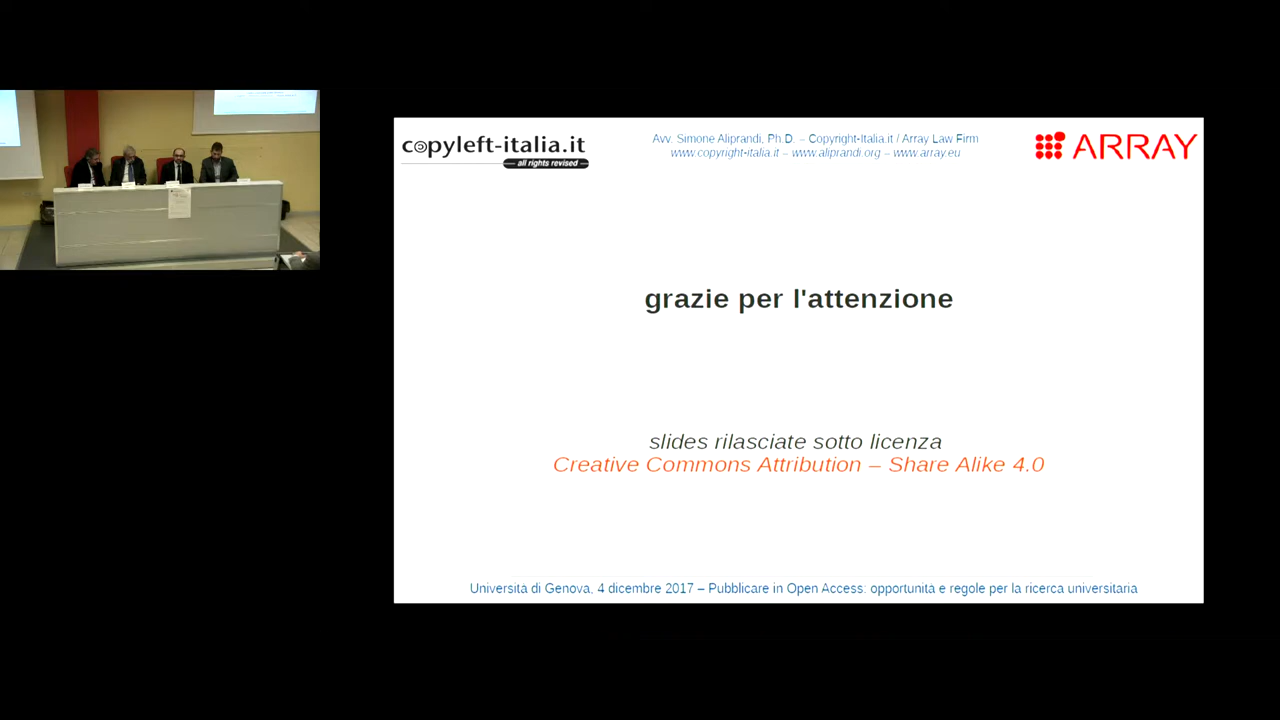 copyleft-italia.it
all rights revised
Avv. Simone Aliprandi, Ph.D. – Copyright-Italia.it / Array Law Firm
www.copyright-italia.it – www.aliprandi.org – www.array.eu
ARRAY
grazie per l'attenzione
slides rilasciate sotto licenza
Creative Commons Attribution – Share Alike 4.0
Università di Genova, 4 dicembre 2017 – Pubblicare in Open Access: opportunità e regole per la ricerca universitaria